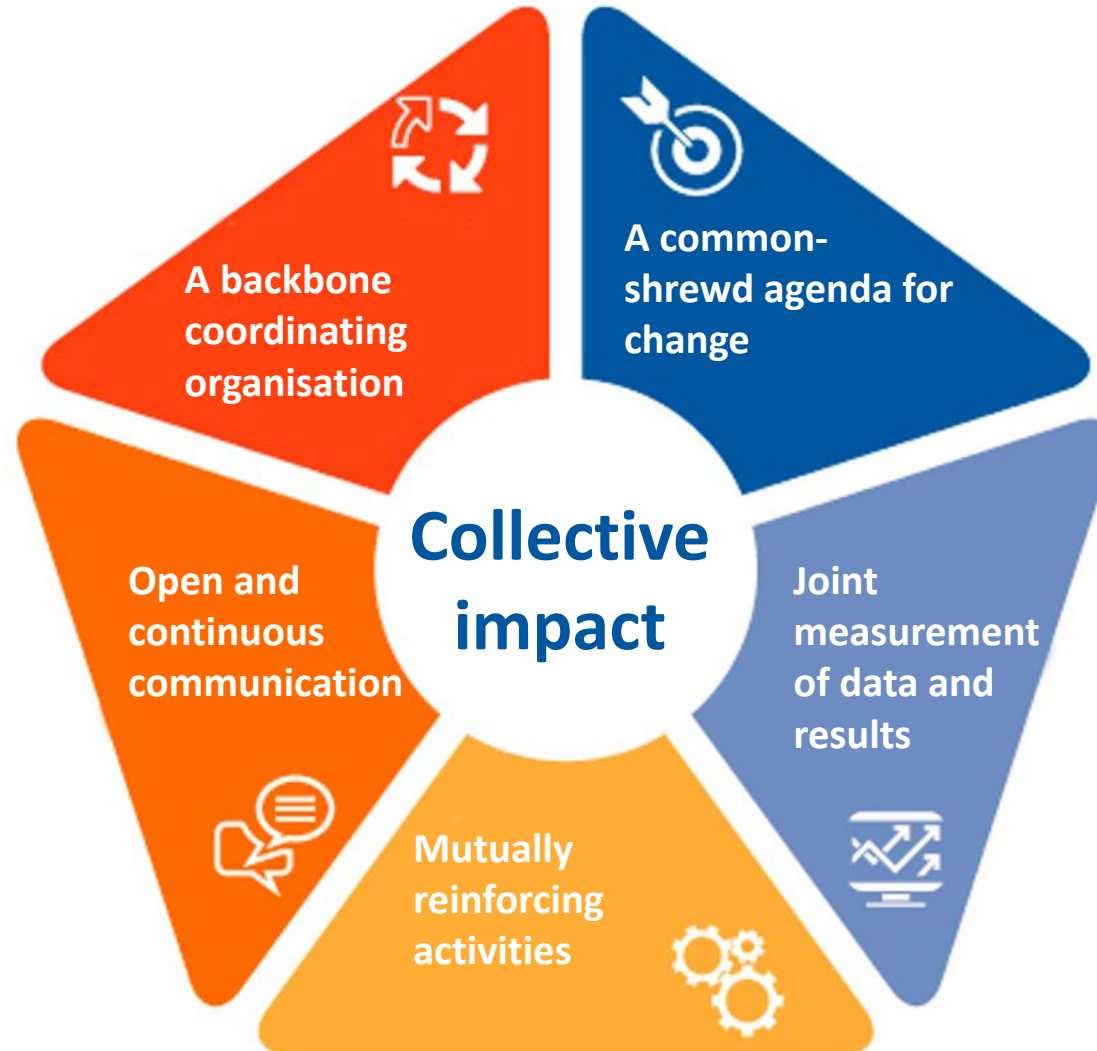 A backbone
coordinating
organisation
A common-
shrewd agenda for
change
Collective
impact
Open and
continuous
communication
Joint
measurement
of data and
results
Mutually
reinforcing
activities